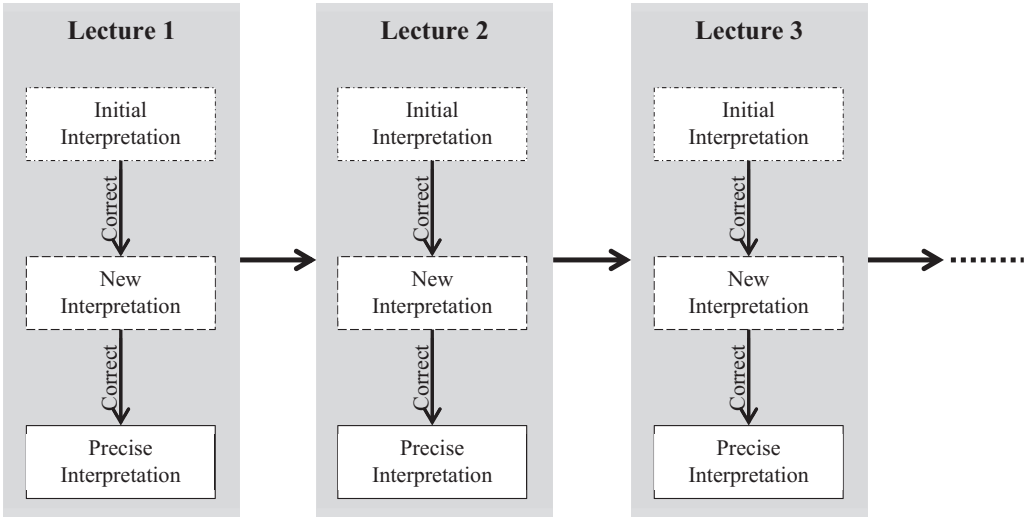 Lecture 1
Initial
Interpretation
Correct
New
Interpretation
Correct
Precise
Interpretation
Lecture 2
Initial
Interpretation
Correct
New
Interpretation
Correct
Precise
Interpretation
Lecture 3
Initial
Interpretation
Correct
New
Interpretation
Correct
Precise
Interpretation